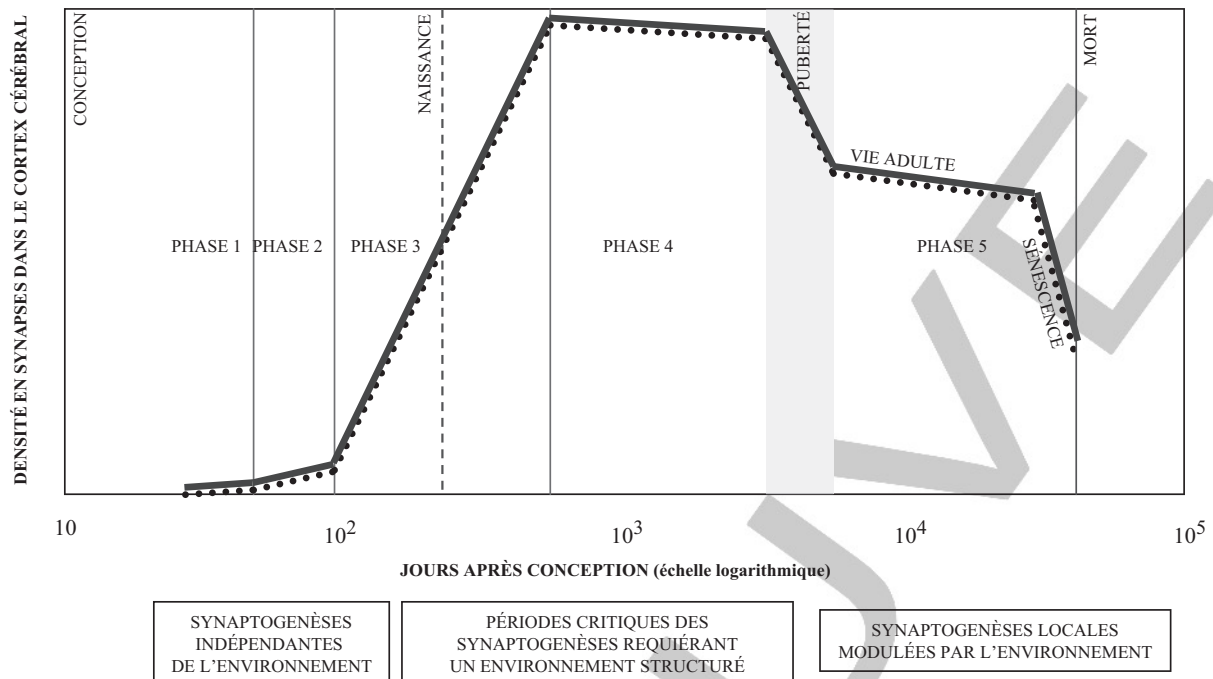 DENSITÉ EN SYNAPSES DANS LE CORTEX CÉRÉBRAL
CONCEPTION
NAISSANCE
PUBERTÉ
MORT
VIE ADULTE
PHASE 1
PHASE 2
PHASE 3
PHASE 4
PHASE 5
SÉNESCENCE
10
10²
10³
10⁴
10⁵
JOURS APRÈS CONCEPTION (échelle logarithmique)
SYNAPTOGENÈSES
INDÉPENDANTES
DE L'ENVIRONNEMENT
PÉRIODES CRITIQUES DES
SYNAPTOGENÈSES REQUIÉRANT
UN ENVIRONNEMENT STRUCTURÉ
SYNAPTOGENÈSES LOCALES
MODULÉES PAR L'ENVIRONNEMENT